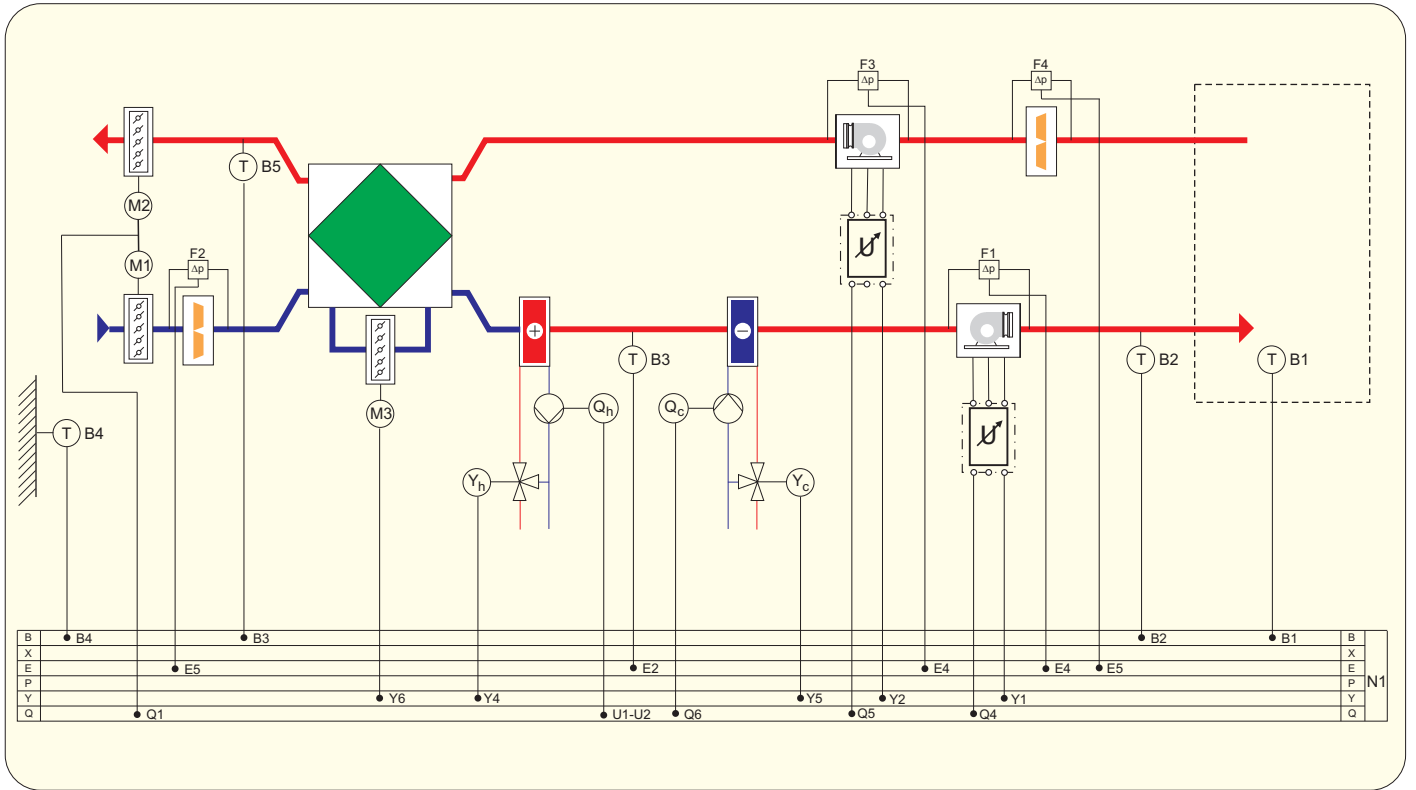 F3
F4
Δp
Δp
T
B5
M2
M1
F2
Δp
F1
Δp
U
+
−
T
B3
T
B2
T
B1
M3
Qh
Qc
T
B4
U
Yh
Yc
B
B4
B3
B2
B1
B
X
X
E
E5
E2
E4
E4
E5
E
P
P
N1
Y
Y6
Y4
Y5
Y2
Y1
Y
Q
Q1
U1-U2
Q6
Q5
Q4
Q